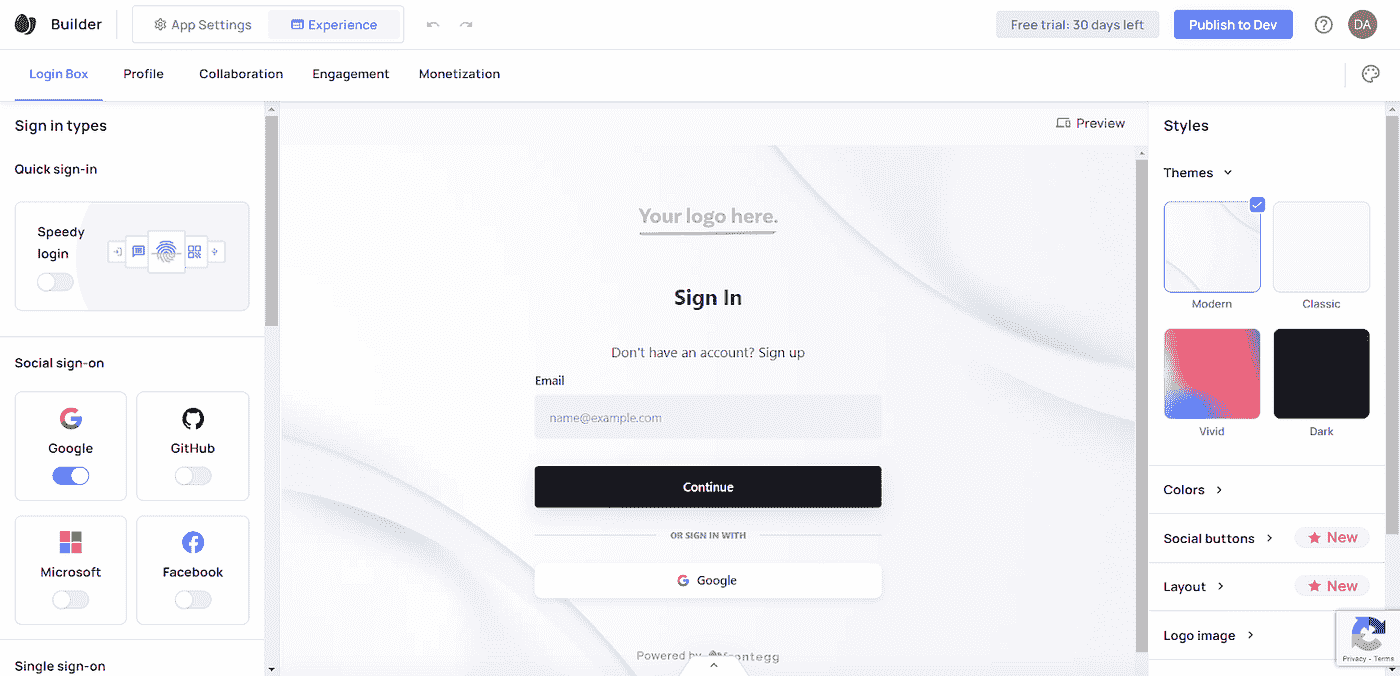 Builder
App Settings
Experience
Free trial: 30 days left
Publish to Dev
DA
Login Box
Profile
Collaboration
Engagement
Monetization
Sign in types
Quick sign-in
Speedy
login
Social sign-on
Google
GitHub
Microsoft
Facebook
Single sign-on
Preview
Your logo here.
Sign In
Don't have an account? Sign up
Email
name@example.com
Continue
OR SIGN IN WITH
Google
Powered by frontegg
Styles
Themes
Modern
Classic
Vivid
Dark
Colors
Social buttons
New
Layout
New
Logo image
Privacy - Terms